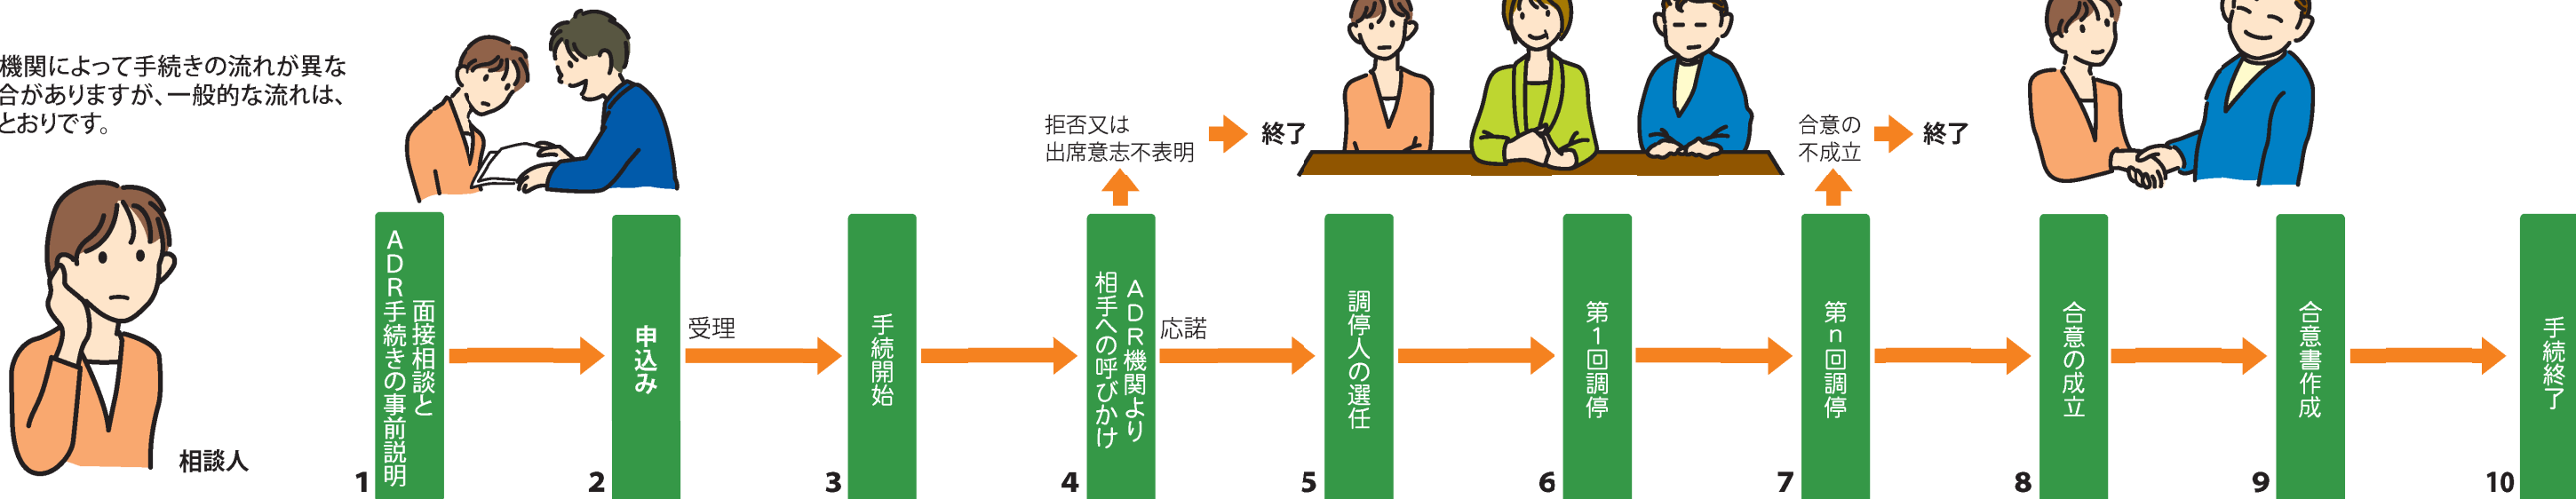 機関によって手続きの流れが異な
合がありますが、一般的な流れは、
とおりです。
相談人
1
面接相談と
ADR手続きの事前説明
2
申込み
受理
3
手続開始
4
ADR機関より
相手への呼びかけ
拒否又は
出席意志不表明
終了
応諾
5
調停人の選任
6
第1回調停
7
第n回調停
合意の
不成立
終了
8
合意の成立
9
合意書作成
10
手続終了